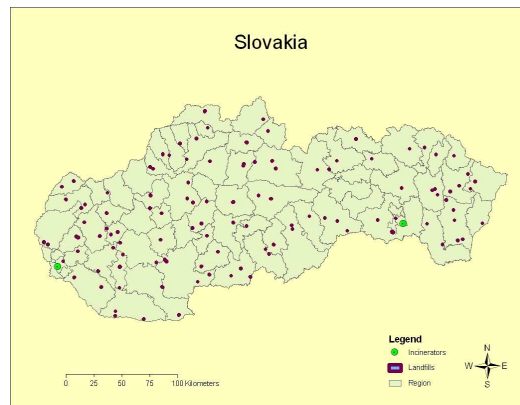 Slovakia
Legend
Incinerators
Landfills
Region
N
W E
S
0 25 50 75 100 Kilometers